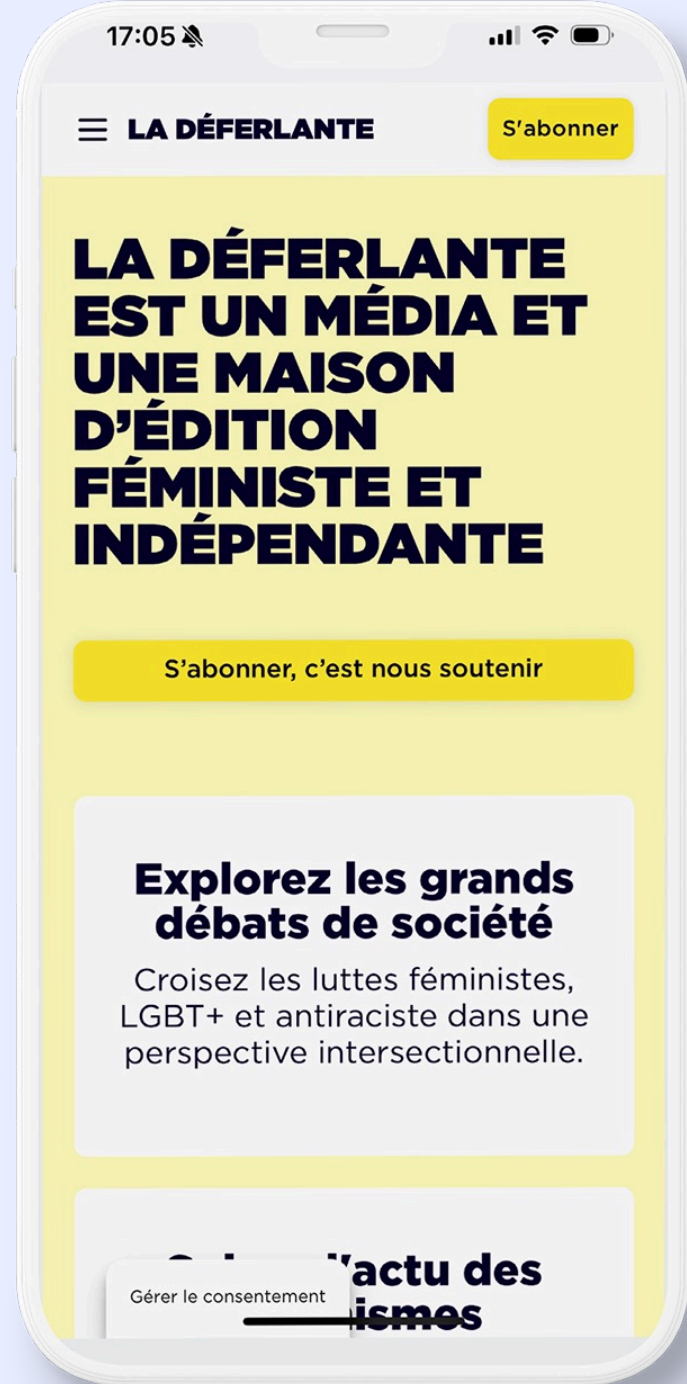 17:05
LA DÉFERLANTE
S'abonner
LA DÉFERLANTE
EST UN MÉDIA ET
UNE MAISON
D’ÉDITION
FÉMINISTE ET
INDÉPENDANTE
S’abonner, c’est nous soutenir
Explorez les grands
débats de société
Croisez les luttes féministes,
LGBT+ et antiraciste dans une
perspective intersectionnelle.
l'actu des
Gérer le consentement